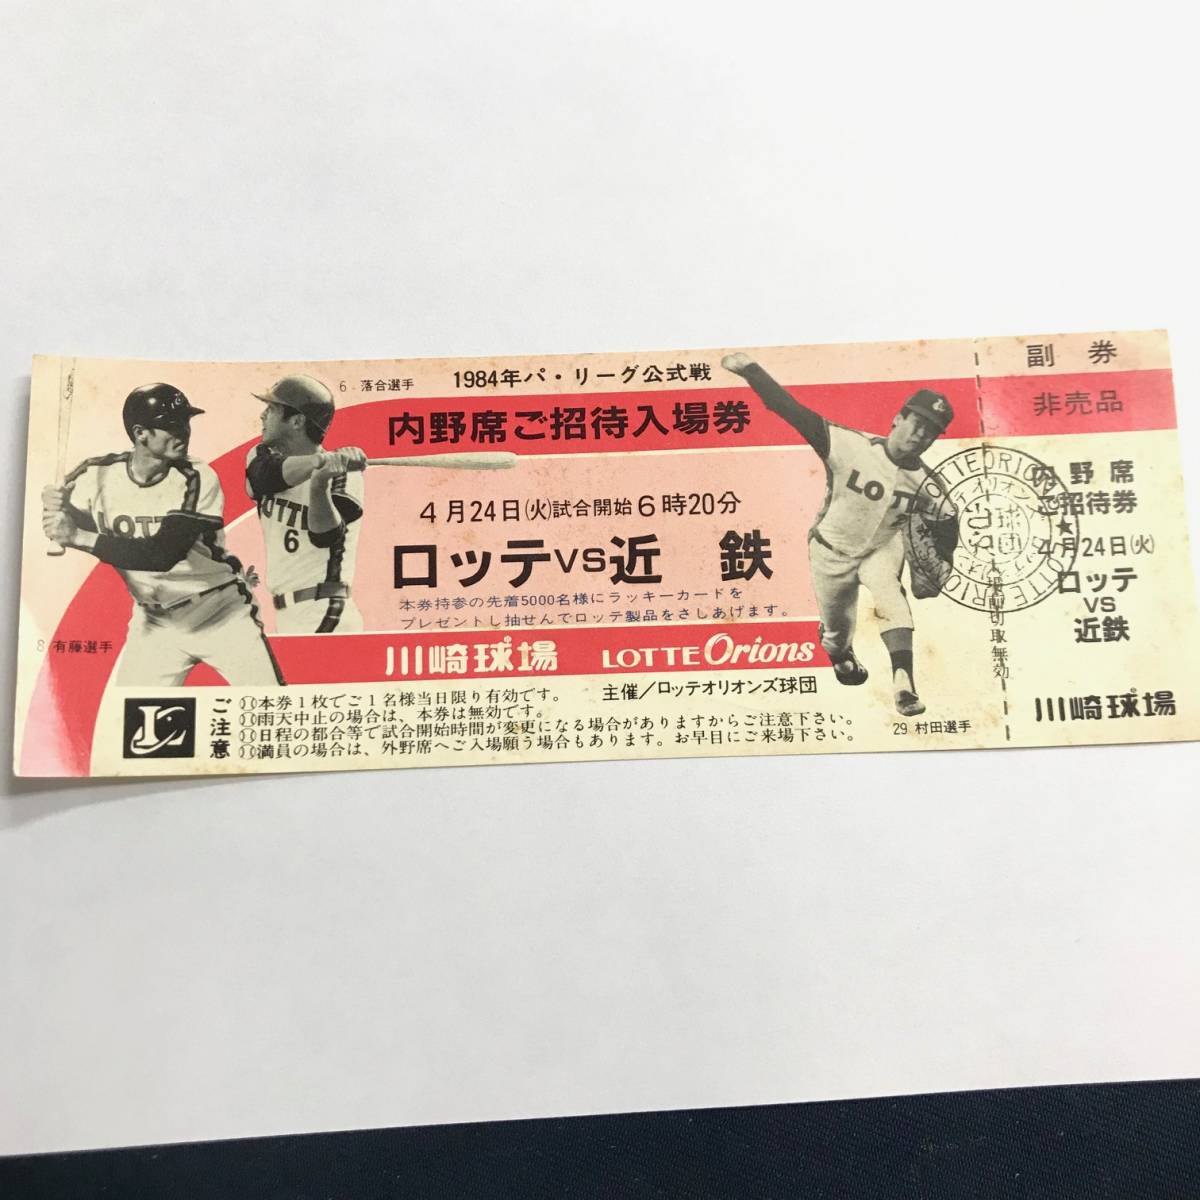 6 落合選手
1984年パ・リーグ公式戦
内野席ご招待入場券
4月24日(火)試合開始6時20分
ロッテVS近鉄
本券持参の先着5000名様にラッキーカードを
プレゼントし抽せんでロッテ製品をさしあげます。
川崎球場 LOTTE Orions
主催/ロッテオリオンズ球団
8 有藤選手
29 村田選手
LOTTE
LOTTE
6
LOTTE
ご注意
本券1枚でご1名様当日限り有効です。
雨天中止の場合は、本券は無効です。
日程の都合等で試合開始時間が変更になる場合がありますからご注意下さい。
満員の場合は、外野席へご入場願う場合もあります。お早目にご来場下さい。
副券
非売品
内野席
ご招待券
4月24日(火)
ロッテ
VS
近鉄
川崎球場
入場前切取無効
LOTTE ORIONS ★ LOTTE ORIONS